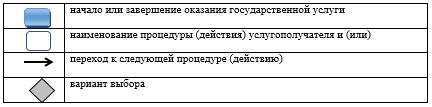 начало или завершение оказания государственной услуги
наименование процедуры (действия) услугополучателя и (или)
переход к следующей процедуре (действию)
вариант выбора